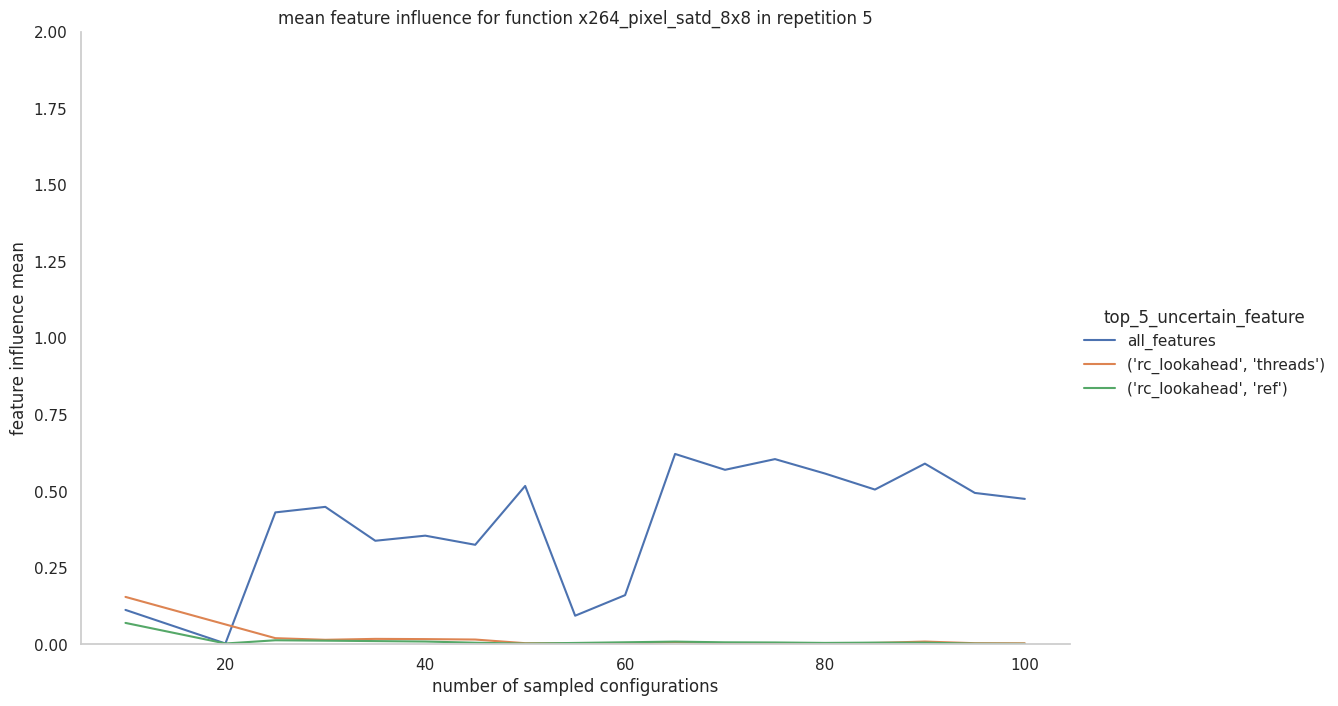 mean feature influence for function x264_pixel_satd_8x8 in repetition 5
2.00
1.75
1.50
1.25
1.00
0.75
0.50
0.25
0.00
feature influence mean
20
40
60
80
100
number of sampled configurations
top_5_uncertain_feature
all_features
('rc_lookahead', 'threads')
('rc_lookahead', 'ref')